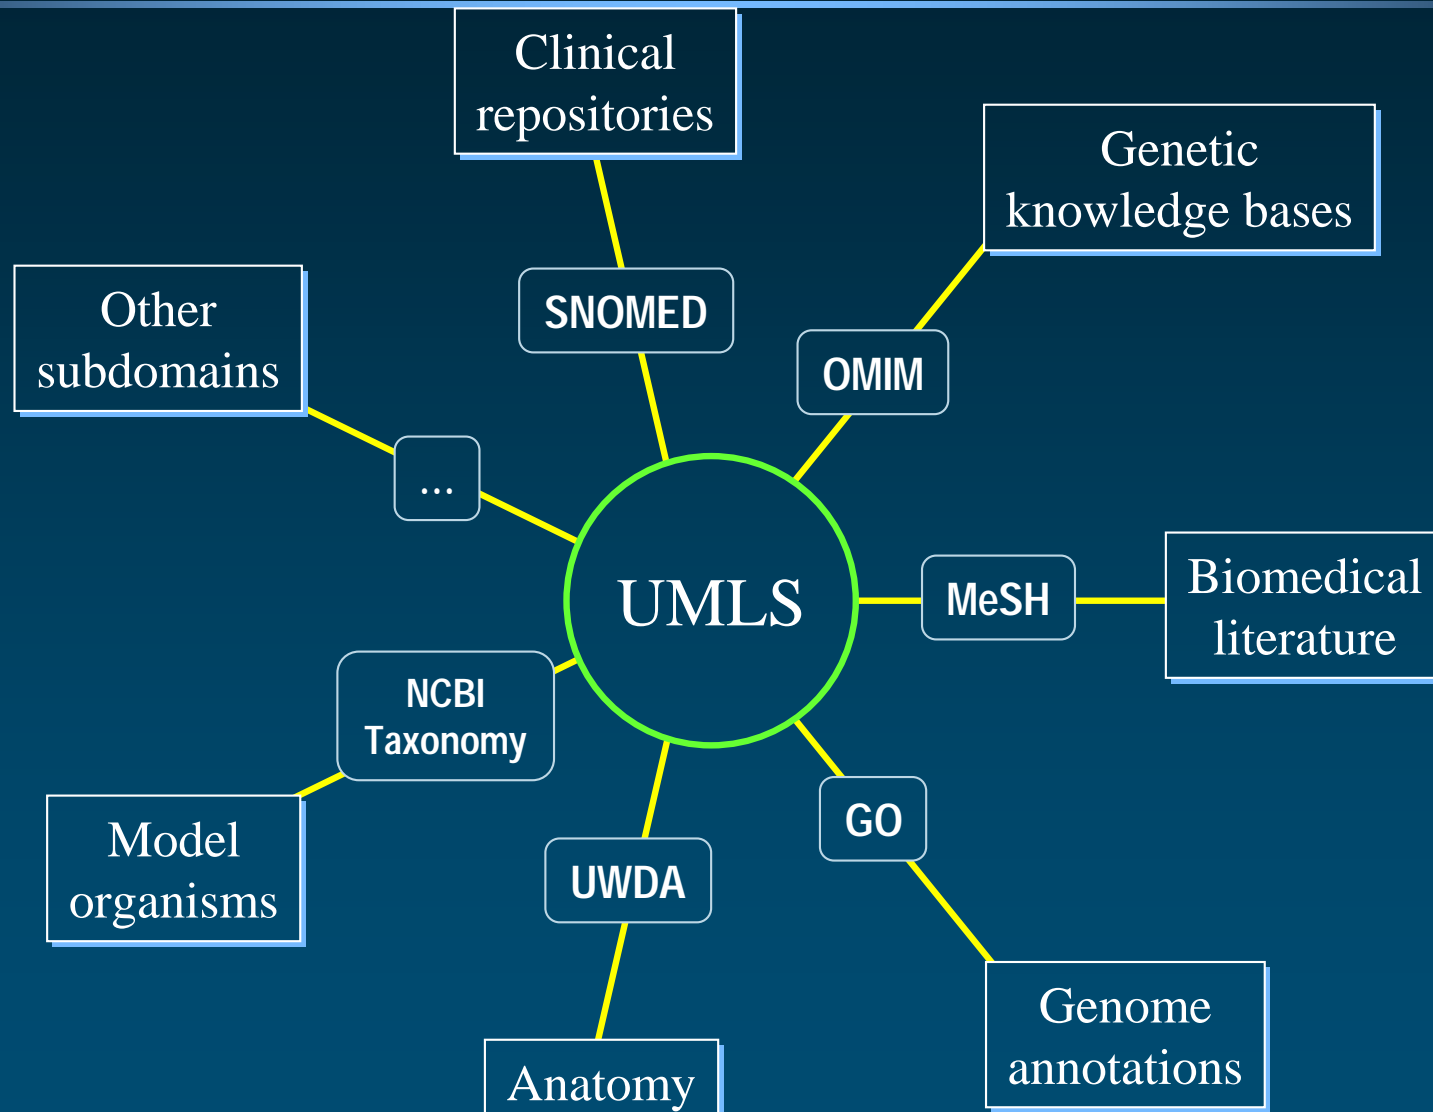 Clinical
repositories
Genetic
knowledge bases
Other
subdomains
SNOMED
OMIM
...
UMLS
MeSH
Biomedical
literature
NCBI
Taxonomy
GO
Model
organisms
UWDA
Genome
annotations
Anatomy